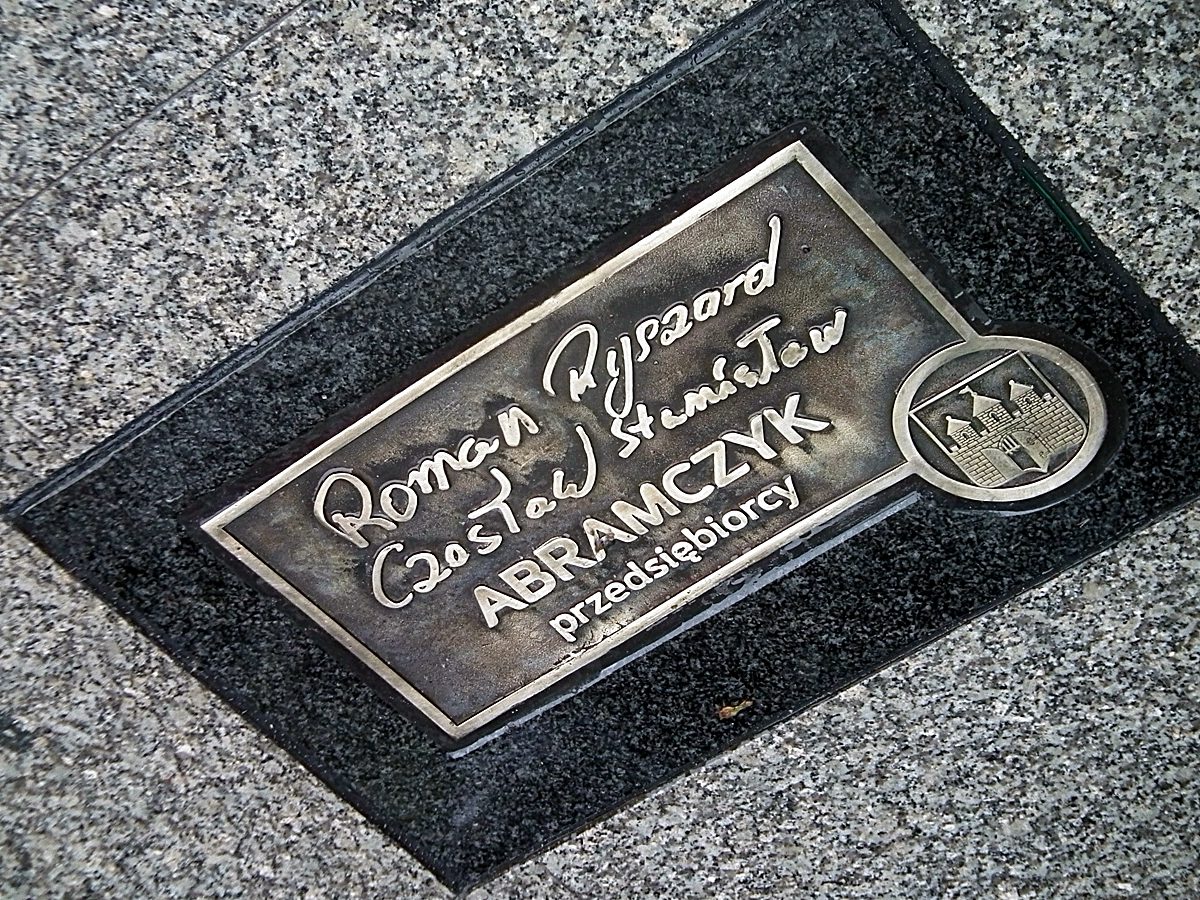 Roman Ryszard
Czesław Stanisław
ABRAMCZYK
przedsiębiorcy